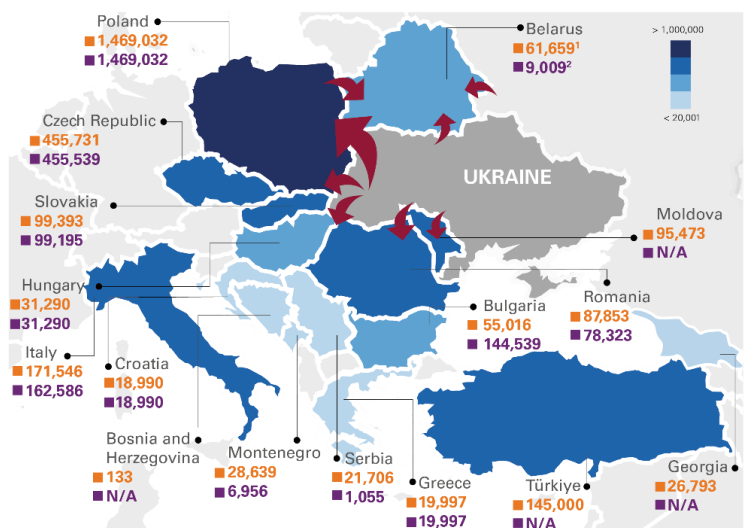 Poland
1,469,032
1,469,032
Belarus
61,659¹
9,009²
> 1,000,000
< 20,001
Czech Republic
455,731
455,539
UKRAINE
Slovakia
99,393
99,195
Moldova
95,473
N/A
Hungary
31,290
31,290
Romania
87,853
78,323
Bulgaria
55,016
144,539
Italy
171,546
162,586
Croatia
18,990
18,990
Bosnia and
Herzegovina
133
N/A
Montenegro
28,639
6,956
Serbia
21,706
1,055
Greece
19,997
19,997
Türkiye
145,000
N/A
Georgia
26,793
N/A